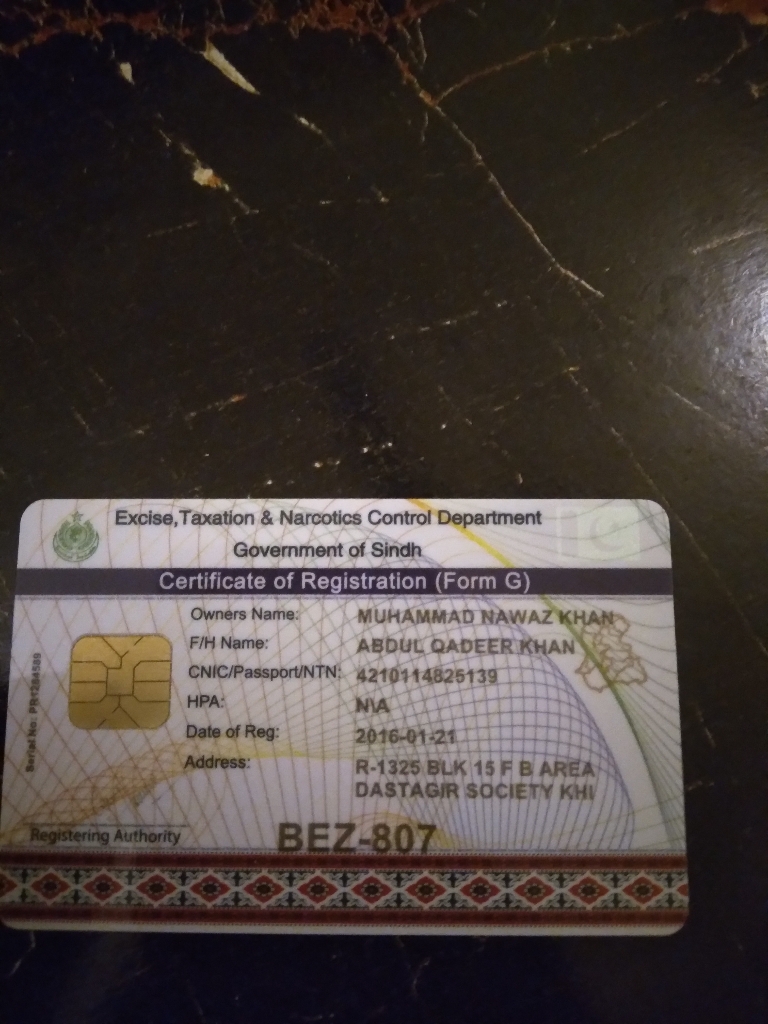 Excise,Taxation & Narcotics Control Department
Government of Sindh
Certificate of Registration (Form G)
Owners Name: MUHAMMAD NAWAZ KHAN
F/H Name: ABDUL QADEER KHAN
CNIC/Passport/NTN: 4210114825139
HPA: N\A
Date of Reg: 2016-01-21
Address: R-1325 BLK 15 F B AREA
DASTAGIR SOCIETY KHI
Serial No:
Registering Authority
BEZ-807